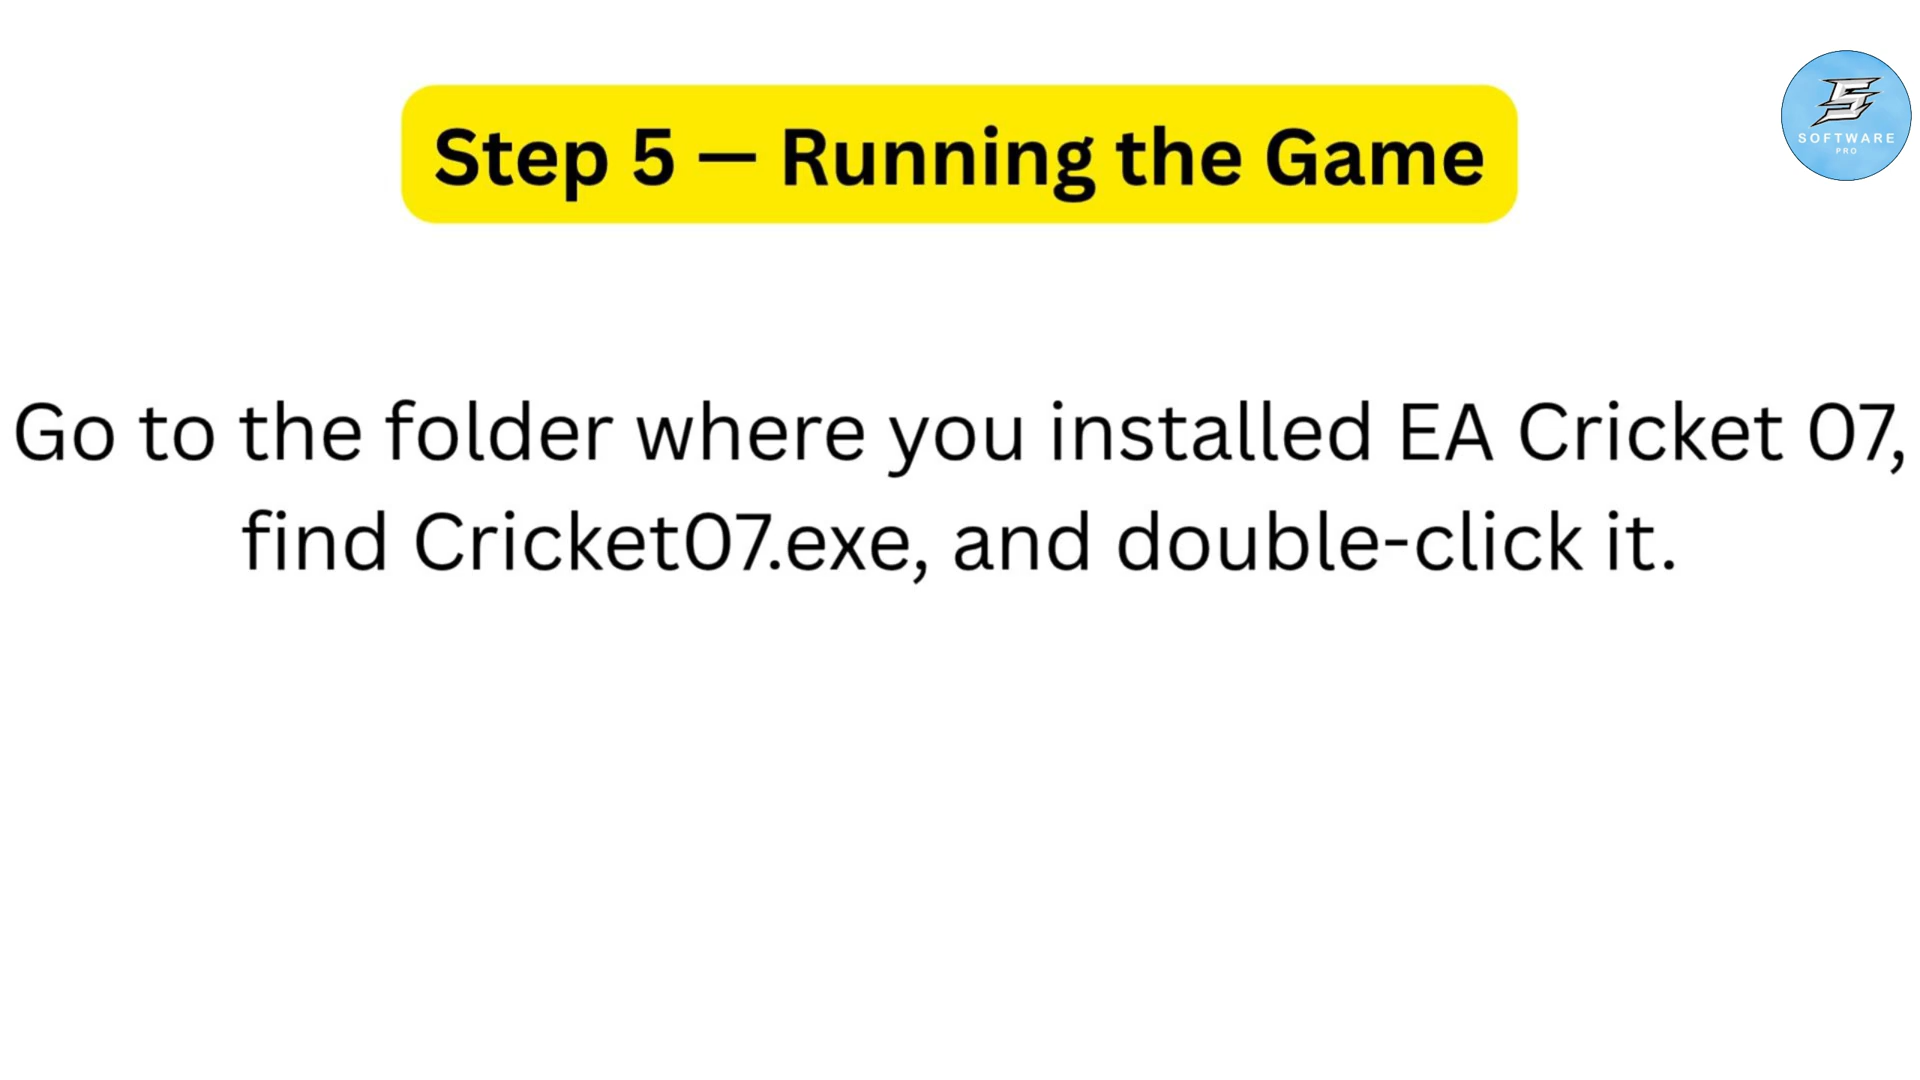 Step 5 — Running the Game
SOFTWARE
PRO
Go to the folder where you installed EA Cricket 07,
find Cricket07.exe, and double-click it.